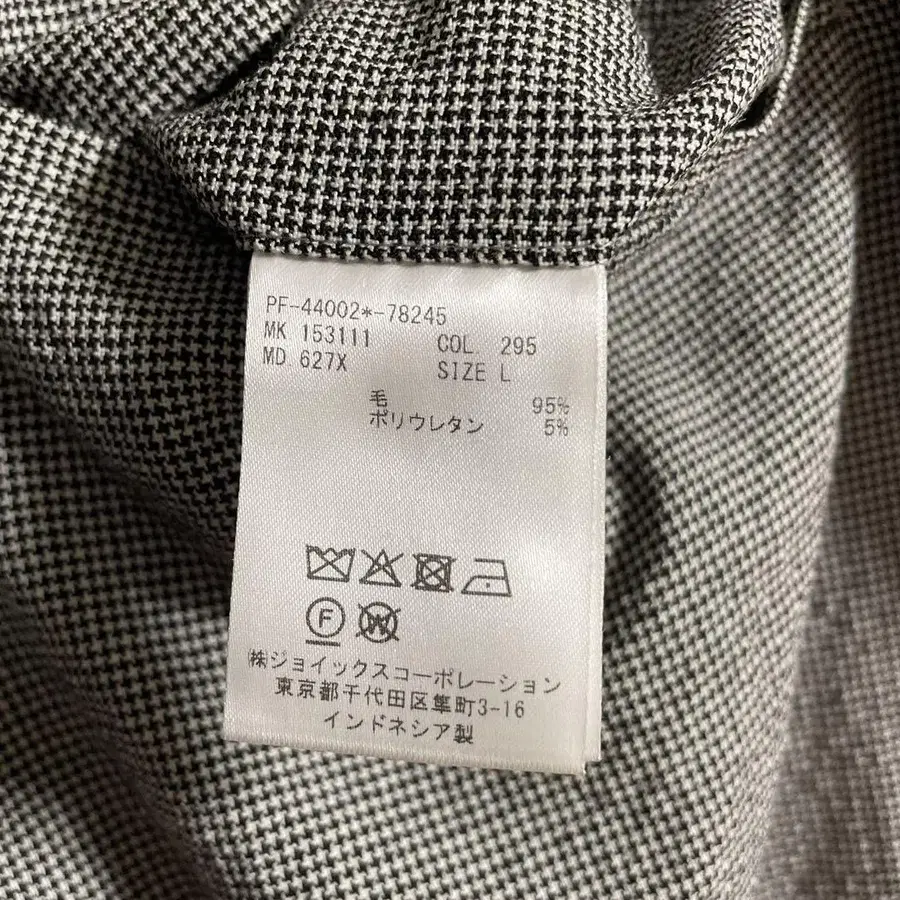 PF-44002*-78245
MK 153111 COL 295
MD 627X SIZE L
毛 95%
ポリウレタン 5%
F W
㈱ジョイックスコーポレーション
東京都千代田区隼町3-16
インドネシア製